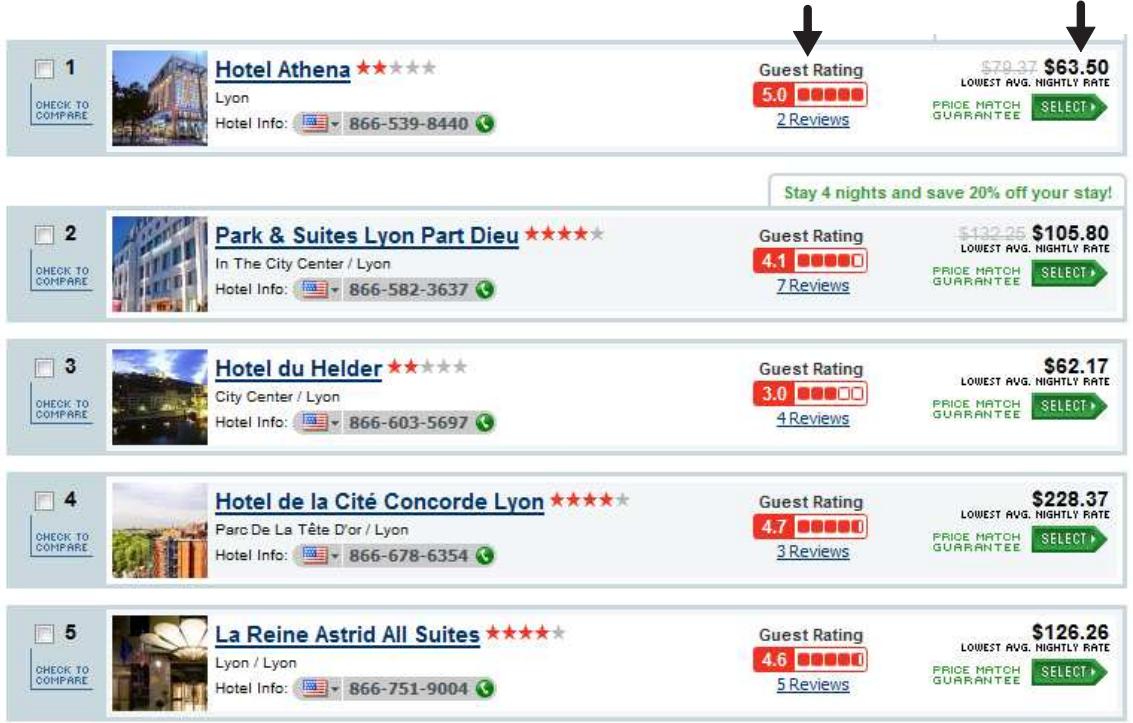 1
CHECK TO
COMPARE
Hotel Athena
Lyon
Hotel Info: 866-539-8440
Guest Rating
5.0
2 Reviews
$79.37 $63.50
LOWEST AVG. NIGHTLY RATE
PRICE MATCH
GUARANTEE
SELECT
Stay 4 nights and save 20% off your stay!
2
CHECK TO
COMPARE
Park & Suites Lyon Part Dieu
In The City Center / Lyon
Hotel Info: 866-582-3637
Guest Rating
4.1
7 Reviews
$132.25 $105.80
LOWEST AVG. NIGHTLY RATE
PRICE MATCH
GUARANTEE
SELECT
3
CHECK TO
COMPARE
Hotel du Helder
City Center / Lyon
Hotel Info: 866-603-5697
Guest Rating
3.0
4 Reviews
$62.17
LOWEST AVG. NIGHTLY RATE
PRICE MATCH
GUARANTEE
SELECT
4
CHECK TO
COMPARE
Hotel de la Cité Concorde Lyon
Parc De La Tête D'or / Lyon
Hotel Info: 866-678-6354
Guest Rating
4.7
3 Reviews
$228.37
LOWEST AVG. NIGHTLY RATE
PRICE MATCH
GUARANTEE
SELECT
5
CHECK TO
COMPARE
La Reine Astrid All Suites
Lyon / Lyon
Hotel Info: 866-751-9004
Guest Rating
4.6
5 Reviews
$126.26
LOWEST AVG. NIGHTLY RATE
PRICE MATCH
GUARANTEE
SELECT